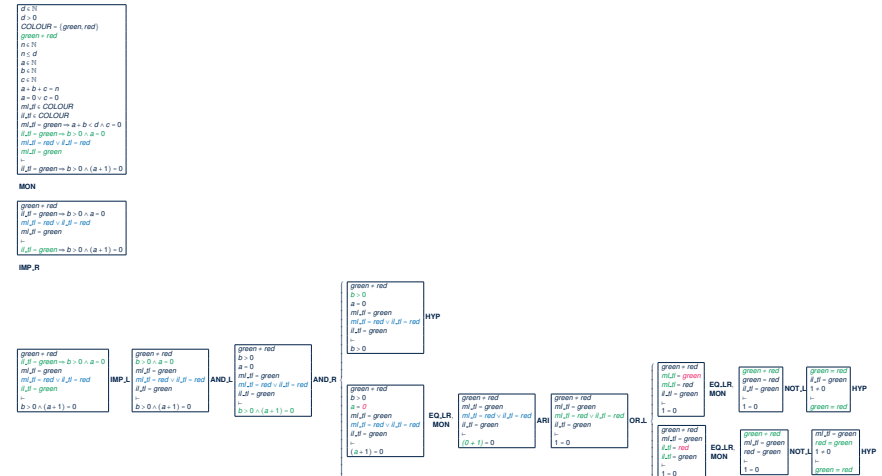 d ∈ ℕ
d > 0
COLOUR = {green, red}
green ≠ red
n ∈ ℕ
n ≤ d
a ∈ ℕ
b ∈ ℕ
c ∈ ℕ
a + b + c = n
a = 0 ∨ c = 0
ml_tl ∈ COLOUR
il_tl ∈ COLOUR
ml_tl = green ⇒ a + b < d ∧ c = 0
il_tl = green ⇒ b > 0 ∧ a = 0
ml_tl = red ∨ il_tl = red
ml_tl = green
⊢
il_tl = green ⇒ b > 0 ∧ (a + 1) = 0
MON
green ≠ red
il_tl = green ⇒ b > 0 ∧ a = 0
ml_tl = red ∨ il_tl = red
ml_tl = green
⊢
il_tl = green ⇒ b > 0 ∧ (a + 1) = 0
IMP_R
green ≠ red
il_tl = green ⇒ b > 0 ∧ a = 0
ml_tl = green
ml_tl = red ∨ il_tl = red
il_tl = green
⊢
b > 0 ∧ (a + 1) = 0
IMP_L
green ≠ red
b > 0 ∧ a = 0
ml_tl = green
ml_tl = red ∨ il_tl = red
il_tl = green
⊢
b > 0 ∧ (a + 1) = 0
AND_L
green ≠ red
b > 0
a = 0
ml_tl = green
ml_tl = red ∨ il_tl = red
il_tl = green
⊢
b > 0 ∧ (a + 1) = 0
AND_R
green ≠ red
b > 0
a = 0
ml_tl = green
ml_tl = red ∨ il_tl = red
il_tl = green
⊢
b > 0
HYP
green ≠ red
b > 0
a = 0
ml_tl = green
ml_tl = red ∨ il_tl = red
il_tl = green
⊢
(a + 1) = 0
EQ_LR,
MON
green ≠ red
ml_tl = green
ml_tl = red ∨ il_tl = red
il_tl = green
⊢
(0 + 1) = 0
ARI
green ≠ red
ml_tl = green
ml_tl = red ∨ il_tl = red
il_tl = green
⊢
1 = 0
OR_L
green ≠ red
ml_tl = green
ml_tl = red
il_tl = green
⊢
1 = 0
EQ_LR,
MON
green ≠ red
green = red
il_tl = green
⊢
1 = 0
NOT_L
green = red
il_tl = green
1 ≠ 0
⊢
green = red
HYP
green ≠ red
ml_tl = green
il_tl = red
il_tl = green
⊢
1 = 0
EQ_LR,
MON
green ≠ red
ml_tl = green
red = green
⊢
1 = 0
NOT_L
ml_tl = green
red = green
1 ≠ 0
⊢
green = red
HYP